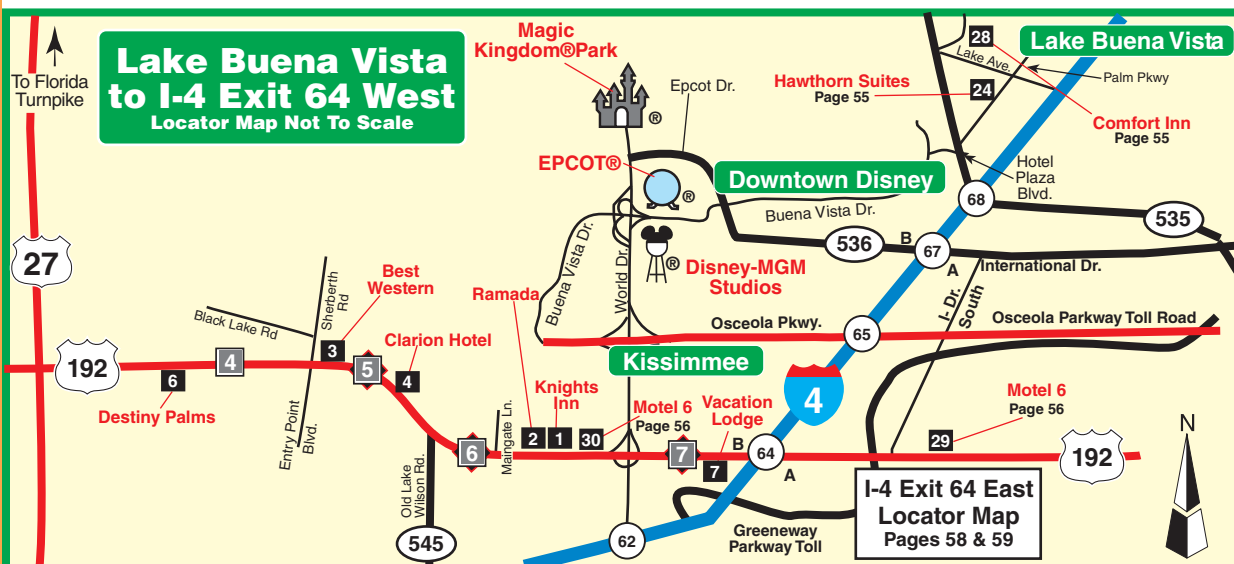 Lake Buena Vista
to I-4 Exit 64 West
Locator Map Not To Scale
To Florida
Turnpike
27
192
Magic
Kingdom®Park
®
Epcot Dr.
EPCOT®
®
Downtown Disney
Buena Vista Dr.
Buena Vista Dr.
World Dr.
®
Disney-MGM
Studios
Hawthorn Suites
Page 55
28
Lake Ave.
24
Lake Buena Vista
Palm Pkwy
Comfort Inn
Page 55
Hotel
Plaza
Blvd.
68
535
536
B
67
A
International Dr.
I- Dr.
South
Osceola Pkwy.
65
Osceola Parkway Toll Road
Kissimmee
4
Black Lake Rd
Sherberth
Rd
Best
Western
3
4
5
Clarion Hotel
4
6
Destiny Palms
Entry Point
Blvd.
Old Lake
Wilson Rd.
545
6
Maingate Ln.
Ramada
2
Knights
Inn
1
Motel 6
Page 56
30
7
Vacation
Lodge
7
B
64
A
62
Greeneway
Parkway Toll
Motel 6
Page 56
29
192
I-4 Exit 64 East
Locator Map
Pages 58 & 59
N